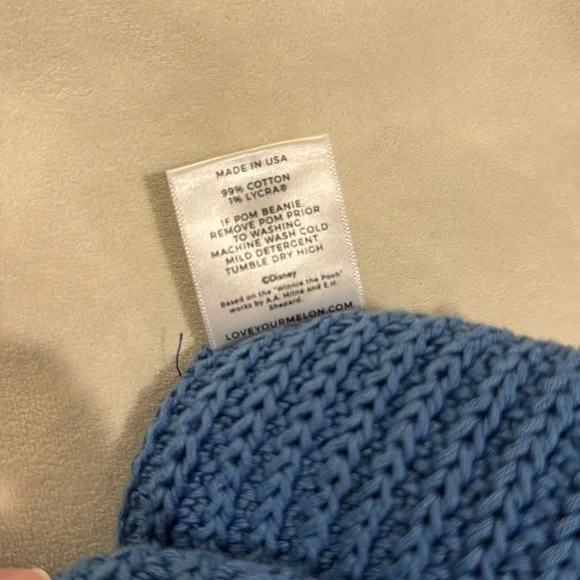 MADE IN USA
99% COTTON
1% LYCRA®
IF POM BEANIE,
REMOVE POM PRIOR
TO WASHING
MACHINE WASH COLD
MILD DETERGENT
TUMBLE DRY HIGH
©Disney
Based on the "Winnie the Pooh"
works by A.A. Milne and E.H.
Shepard.
LOVEYOURMELON.COM